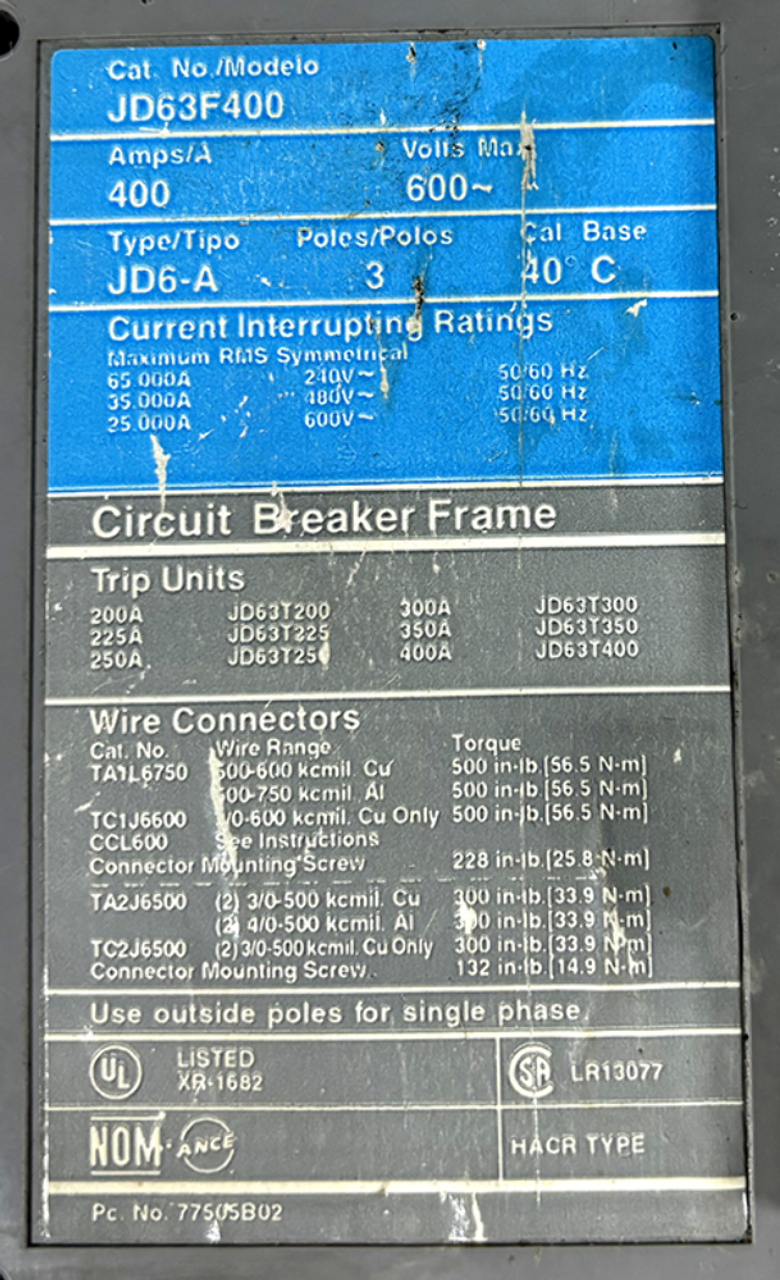 Cat. No./Modelo
JD63F400
Amps/A Volts Max
400 600~
Type/Tipo Poles/Polos Cal Base
JD6-A 3 40° C
Current Interrupting Ratings
Maximum RMS Symmetrical
65.000A 240V~ 50/60 Hz
35.000A 480V~ 50/60 Hz
25.000A 600V~ 50/60 Hz
Circuit Breaker Frame
Trip Units
200A JD63T200 300A JD63T300
225A JD63T225 350A JD63T350
250A JD63T250 400A JD63T400
Wire Connectors
Cat. No. Wire Range Torque
TA1L6750 500-600 kcmil. Cu 500 in-lb.[56.5 N-m]
500-750 kcmil. Al 500 in-lb.[56.5 N-m]
TC1J6600 kcmil. Cu Only 500 in-lb.[56.5 N-m]
CCL600 See Instructions
Connector Mounting Screw 228 in-lb.[25.8 N-m]
TA2J6500 (2) 3/0-500 kcmil. Cu 300 in-lb.[33.9 N-m]
(2) 4/0-500 kcmil. Al 300 in-lb.[33.9 N-m]
TC2J6500 (2) 3/0-500 kcmil. Cu Only 300 in-lb.[33.9 N-m]
Connector Mounting Screw. 132 in-lb.[14.9 N-m]
Use outside poles for single phase.
UL LISTED
XR-1682
SA LR13077
NOM-ANCE HACR TYPE
Pc. No. 77505B02